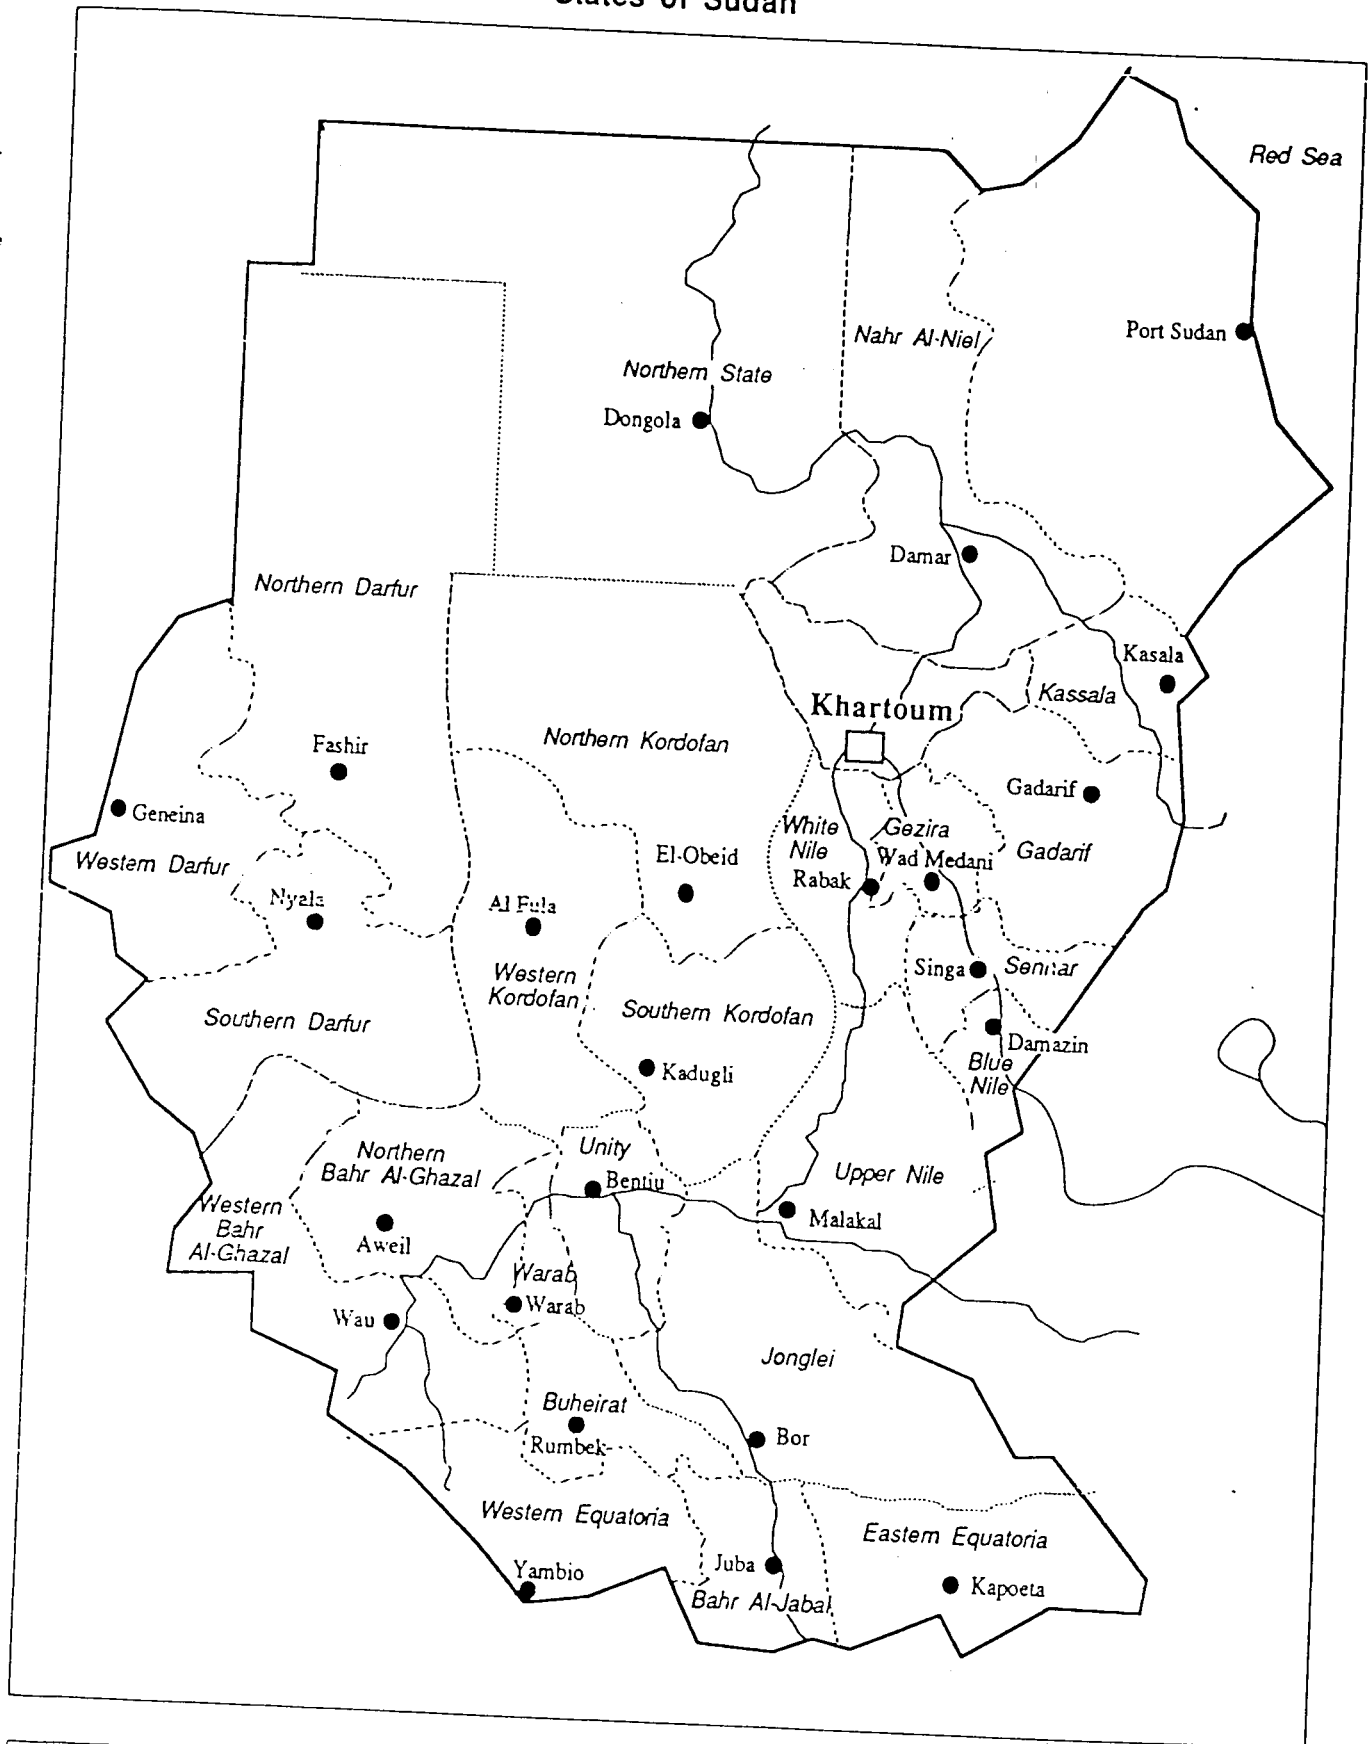 States of Sudan
Red Sea
Port Sudan
Nahr Al-Niel
Northern State
Dongola
Damar
Northern Darfur
Kasala
Kassala
Khartoum
Northern Kordofan
Fashir
Gadarif
Geneina
White
Nile
Gezira
Gadarif
Western Darfur
El-Obeid
Wad Medani
Rabak
Nyala
Al Fula
Western
Kordofan
Singa
Sennar
Southern Darfur
Southern Kordofan
Damazin
Kadugli
Blue
Nile
Northern
Bahr Al-Ghazal
Unity
Bentiu
Upper Nile
Western
Bahr
Al-Ghazal
Malakal
Aweil
Warab
Warab
Wau
Jonglei
Buheirat
Rumbek
Bor
Western Equatoria
Eastern Equatoria
Yambio
Juba
Kapoeta
Bahr Al-Jabal